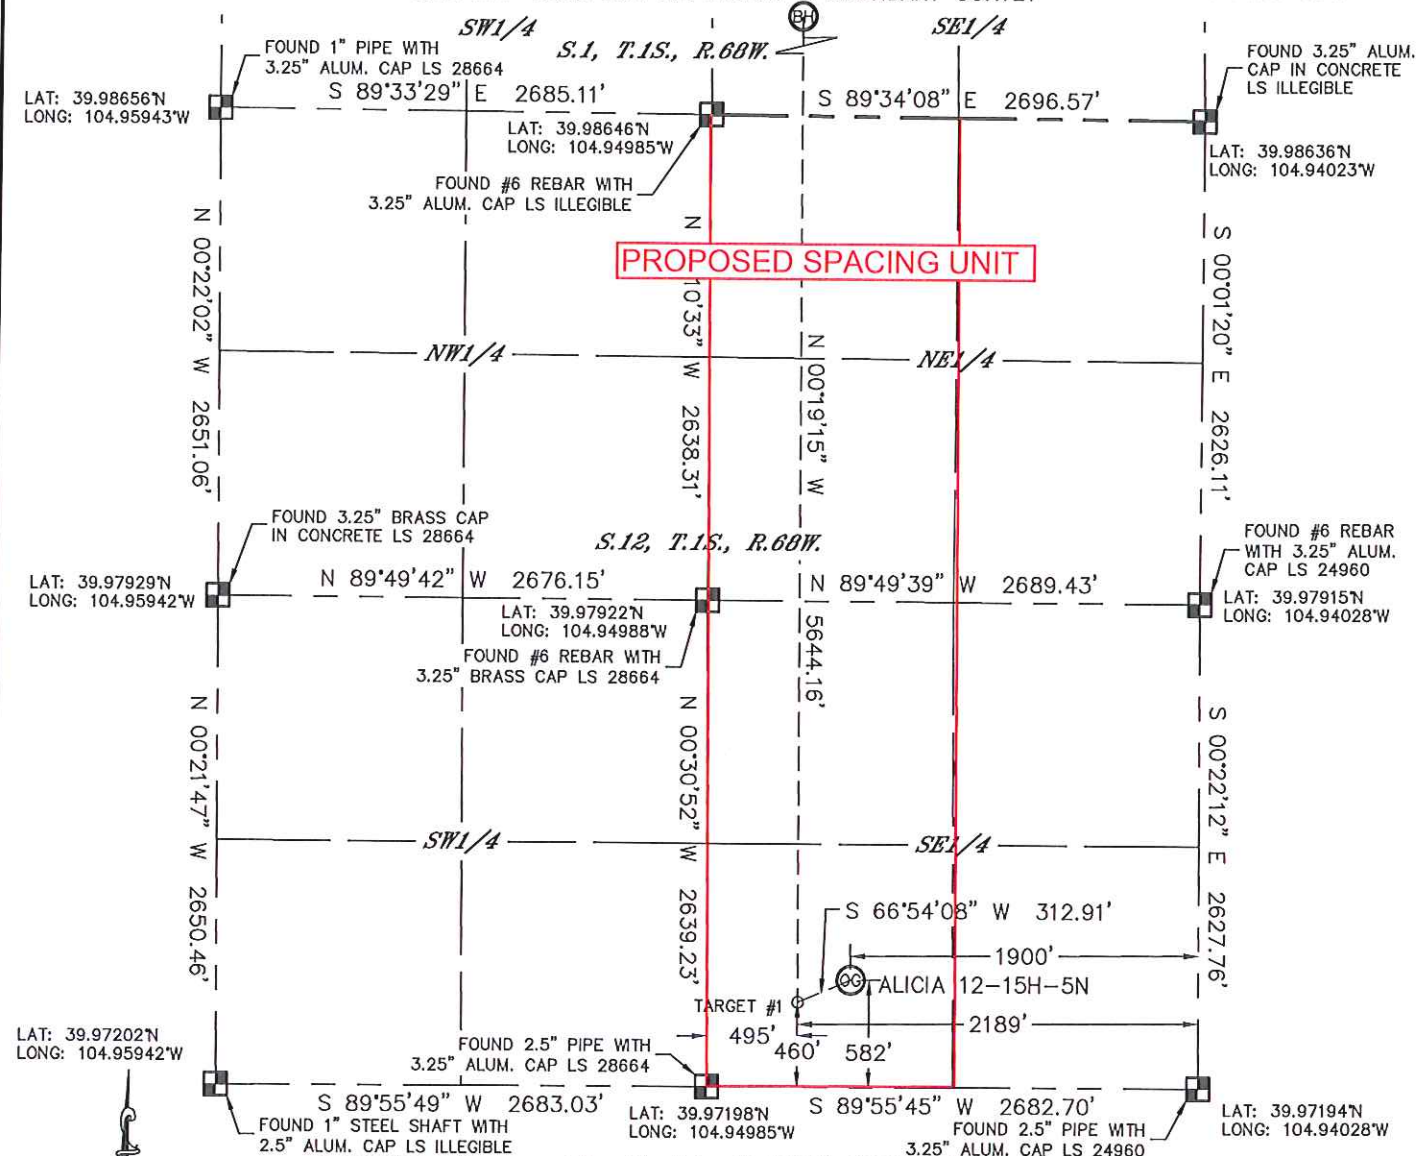 BH
SW1/4
SE1/4
S.1, T.1S., R.68W.
FOUND 1" PIPE WITH
3.25" ALUM. CAP LS 28664
FOUND 3.25" ALUM.
CAP IN CONCRETE
LS ILLEGIBLE
LAT: 39.98656°N
LONG: 104.95943°W
S 89°33'29" E 2685.11'
S 89°34'08" E 2696.57'
LAT: 39.98646°N
LONG: 104.94985°W
LAT: 39.98636°N
LONG: 104.94023°W
FOUND #6 REBAR WITH
3.25" ALUM. CAP LS ILLEGIBLE
PROPOSED SPACING UNIT
N 00°22'02" W 2651.06'
N 10'33" W 2638.31'
N 00°19'15" W 5644.16'
S 00°01'20" E 2626.11'
NW1/4
NE1/4
FOUND 3.25" BRASS CAP
IN CONCRETE LS 28664
S.12, T.1S., R.68W.
FOUND #6 REBAR
WITH 3.25" ALUM.
CAP LS 24960
LAT: 39.97929°N
LONG: 104.95942°W
N 89°49'42" W 2676.15'
N 89°49'39" W 2689.43'
LAT: 39.97922°N
LONG: 104.94988°W
LAT: 39.97915°N
LONG: 104.94028°W
FOUND #6 REBAR WITH
3.25" BRASS CAP LS 28664
N 00°21'47" W 2650.46'
N 00°30'52" W 2639.23'
S 00°22'12" E 2627.76'
SW1/4
SE1/4
S 66°54'08" W 312.91'
1900'
OG ALICIA 12-15H-5N
TARGET #1
2189'
495'
460'
582'
LAT: 39.97202°N
LONG: 104.95942°W
FOUND 2.5" PIPE WITH
3.25" ALUM. CAP LS 28664
S 89°55'49" W 2683.03'
S 89°55'45" W 2682.70'
FOUND 1" STEEL SHAFT WITH
2.5" ALUM. CAP LS ILLEGIBLE
LAT: 39.97198°N
LONG: 104.94985°W
FOUND 2.5" PIPE WITH
3.25" ALUM. CAP LS 24960
LAT: 39.97194°N
LONG: 104.94028°W